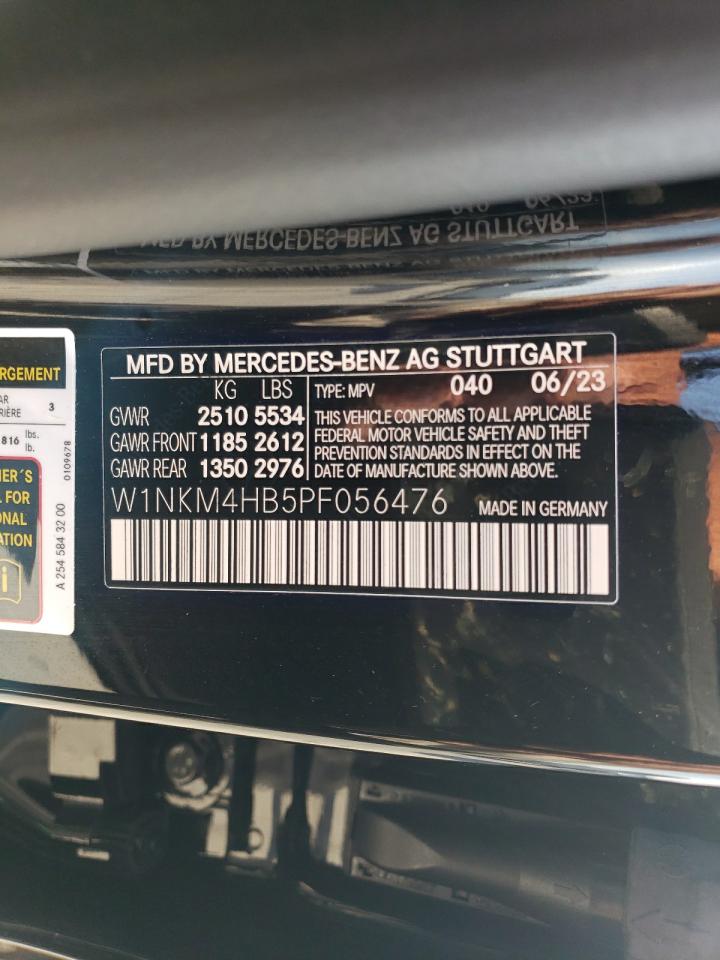 MFD BY MERCEDES-BENZ AG STUTTGART
KG LBS
GVWR 2510 5534
GAWR FRONT 1185 2612
GAWR REAR 1350 2976
TYPE: MPV 040 06/23
THIS VEHICLE CONFORMS TO ALL APPLICABLE
FEDERAL MOTOR VEHICLE SAFETY AND THEFT
PREVENTION STANDARDS IN EFFECT ON THE
DATE OF MANUFACTURE SHOWN ABOVE.
W1NKM4HB5PF056476 MADE IN GERMANY
3
816 lbs.
lb.
FOR
A 254 584 32 00
0109678